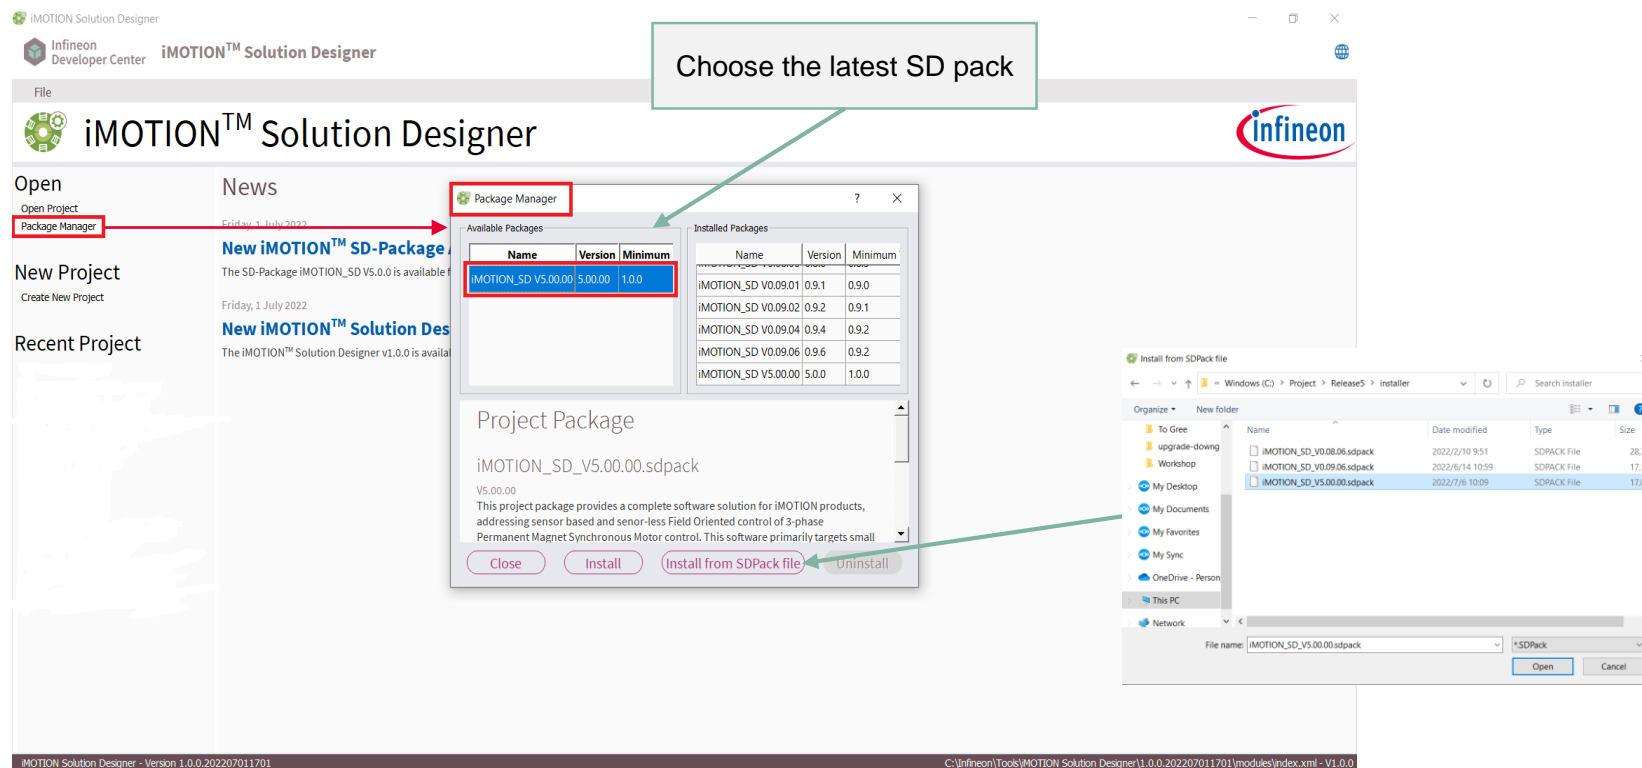 iMOTION Solution Designer
Infineon
Developer Center
iMOTION™ Solution Designer
Choose the latest SD pack
File
iMOTION™ Solution Designer
infineon
Open
Open Project
Package Manager
New Project
Create New Project
Recent Project
News
Friday, 1 July 2022
New iMOTION™ SD-Package
The SD-Package iMOTION_SD V5.0.0 is available
Friday, 1 July 2022
New iMOTION™ Solution Des
The iMOTION™ Solution Designer v1.0.0 is availa
Package Manager
?
Available Packages
Name Version Minimum
iMOTION_SD V5.00.00 5.00.00 1.0.0
Installed Packages
Name Version Minimum
iMOTION_SD V0.09.01 0.9.1 0.9.0
iMOTION_SD V0.09.02 0.9.2 0.9.1
iMOTION_SD V0.09.04 0.9.4 0.9.2
iMOTION_SD V0.09.06 0.9.6 0.9.2
iMOTION_SD V5.00.00 5.0.0 1.0.0
Project Package
iMOTION_SD_V5.00.00.sdpack
V5.00.00
This project package provides a complete software solution for iMOTION products,
addressing sensor based and senor-less Field Oriented control of 3-phase
Permanent Magnet Synchronous Motor control. This software primarily targets small
Close Install Install from SDPack file Uninstall
Install from SDPack file
« Windows (C:) > Project > Release5 > installer
Search installer
Organize New folder
To Gree
upgrade-downg
Workshop
My Desktop
My Documents
My Favorites
My Sync
OneDrive - Person
This PC
Network
Name Date modified Type Size
iMOTION_SD_V0.08.06.sdpack 2022/2/10 9:51 SDPACK File 28,
iMOTION_SD_V0.09.06.sdpack 2022/6/14 10:59 SDPACK File 17,
iMOTION_SD_V5.00.00.sdpack 2022/7/6 10:09 SDPACK File 17,
File name: iMOTION_SD_V5.00.00.sdpack
*.SDPack
Open Cancel
iMOTION Solution Designer - Version 1.0.0.202207011701
C:\Infineon\Tools\iMOTION Solution Designer\1.0.0.202207011701\modules\index.xml - V1.0.0